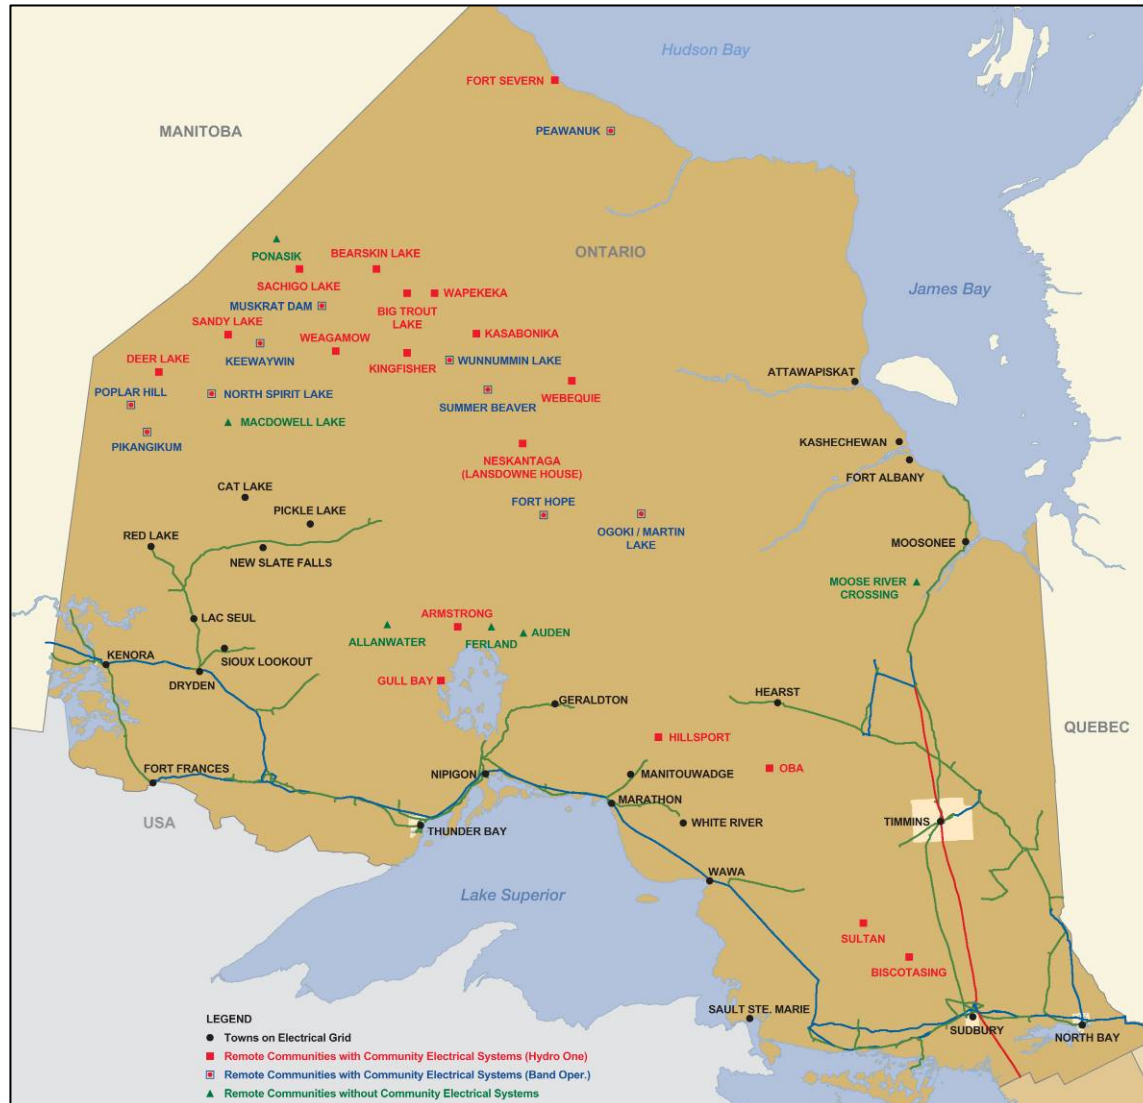 Hudson Bay
FORT SEVERN
MANITOBA
PEAWANUK
PONASIK
BEARSKIN LAKE
ONTARIO
SACHIGO LAKE
WAPEKEKA
James Bay
MUSKRAT DAM
BIG TROUT
LAKE
SANDY LAKE
WEAGAMOW
KASABONIKA
DEER LAKE
KEEWAYWIN
KINGFISHER
WUNNUMMIN LAKE
ATTAWAPISKAT
POPLAR HILL
NORTH SPIRIT LAKE
SUMMER BEAVER
WEBEQUIE
MACDOWELL LAKE
PIKANGIKUM
KASHECHEWAN
NESKANTAGA
(LANSDOWNE HOUSE)
FORT ALBANY
CAT LAKE
PICKLE LAKE
FORT HOPE
OGOKI / MARTIN
LAKE
RED LAKE
NEW SLATE FALLS
MOOSONEE
MOOSE RIVER
CROSSING
LAC SEUL
ARMSTRONG
ALLANWATER
FERLAND
AUDEN
KENORA
SIOUX LOOKOUT
DRYDEN
GULL BAY
GERALDTON
HEARST
QUEBEC
HILLSPORT
FORT FRANCES
NIPIGON
MANITOUWADGE
OBA
MARATHON
USA
THUNDER BAY
WHITE RIVER
TIMMINS
WAWA
Lake Superior
SULTAN
BISCOTASING
SAULT STE. MARIE
SUDBURY
NORTH BAY
LEGEND
Towns on Electrical Grid
Remote Communities with Community Electrical Systems (Hydro One)
Remote Communities with Community Electrical Systems (Band Oper.)
Remote Communities without Community Electrical Systems